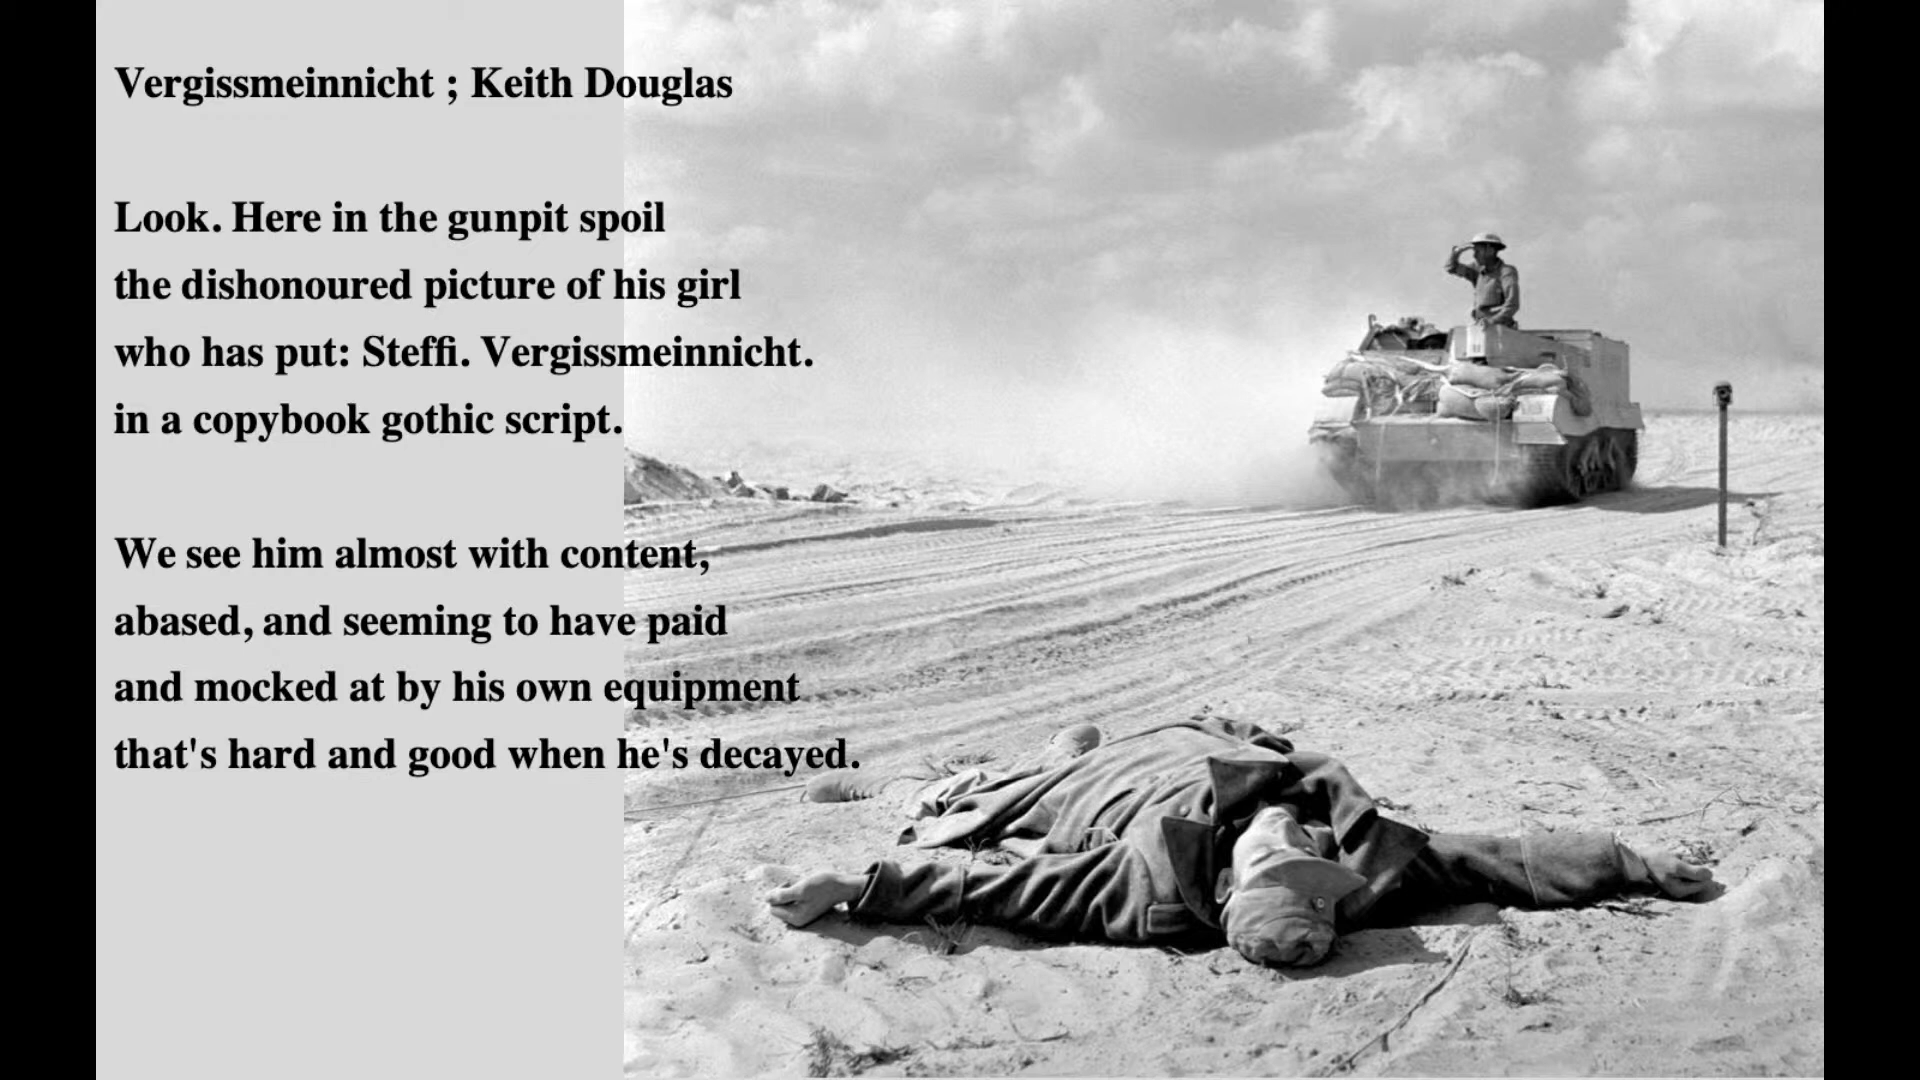 Vergissmeinnicht ; Keith Douglas
Look. Here in the gunpit spoil
the dishonoured picture of his girl
who has put: Steffi. Vergissmeinnicht.
in a copybook gothic script.
We see him almost with content,
abased, and seeming to have paid
and mocked at by his own equipment
that's hard and good when he's decayed.